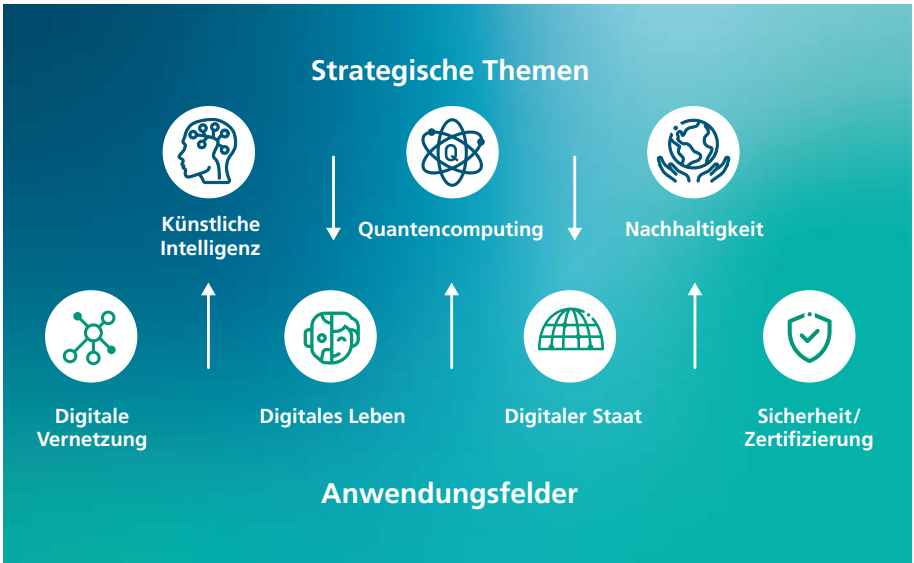 Strategische Themen
Q
Künstliche
Intelligenz
Quantencomputing
Nachhaltigkeit
Digitale
Vernetzung
Digitales Leben
Digitaler Staat
Sicherheit/
Zertifizierung
Anwendungsfelder